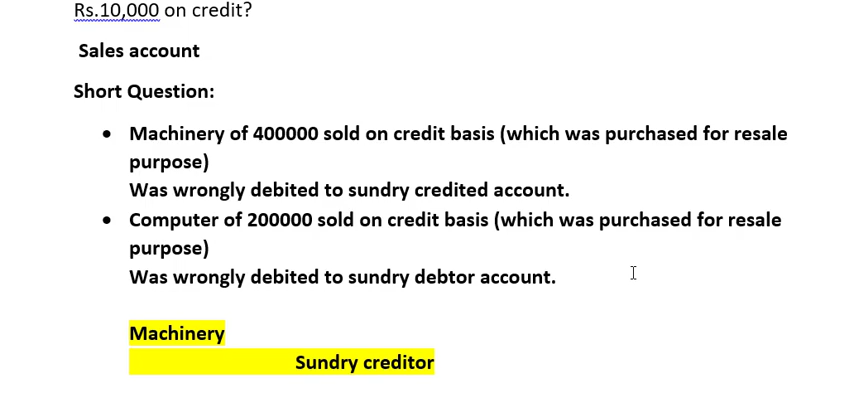 Rs.10,000 on credit?
Sales account
Short Question:
• Machinery of 400000 sold on credit basis (which was purchased for resale
purpose)
Was wrongly debited to sundry credited account.
• Computer of 200000 sold on credit basis (which was purchased for resale
purpose)
Was wrongly debited to sundry debtor account.
Machinery
Sundry creditor